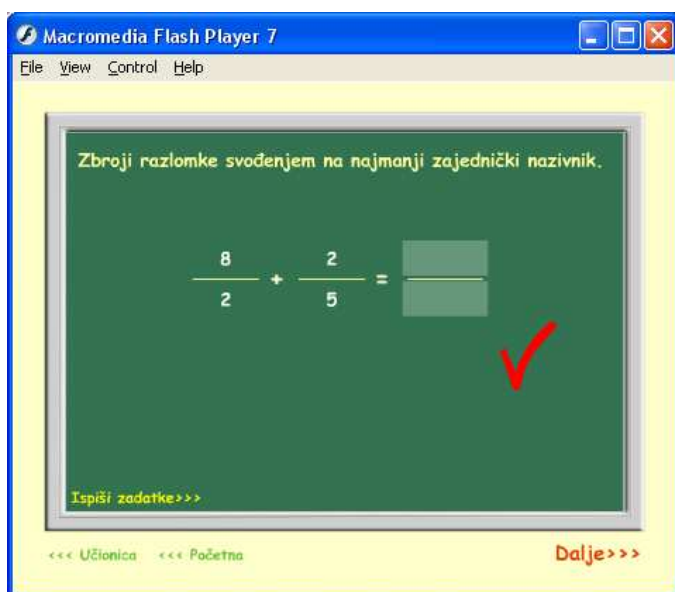 Macromedia Flash Player 7
File View Control Help
Zbroji razlomke svođenjem na najmanji zajednički nazivnik.
8 2
+ =
2 5
Ispiši zadatke>>>
<<< Učionica <<< Početna Dalje>>>